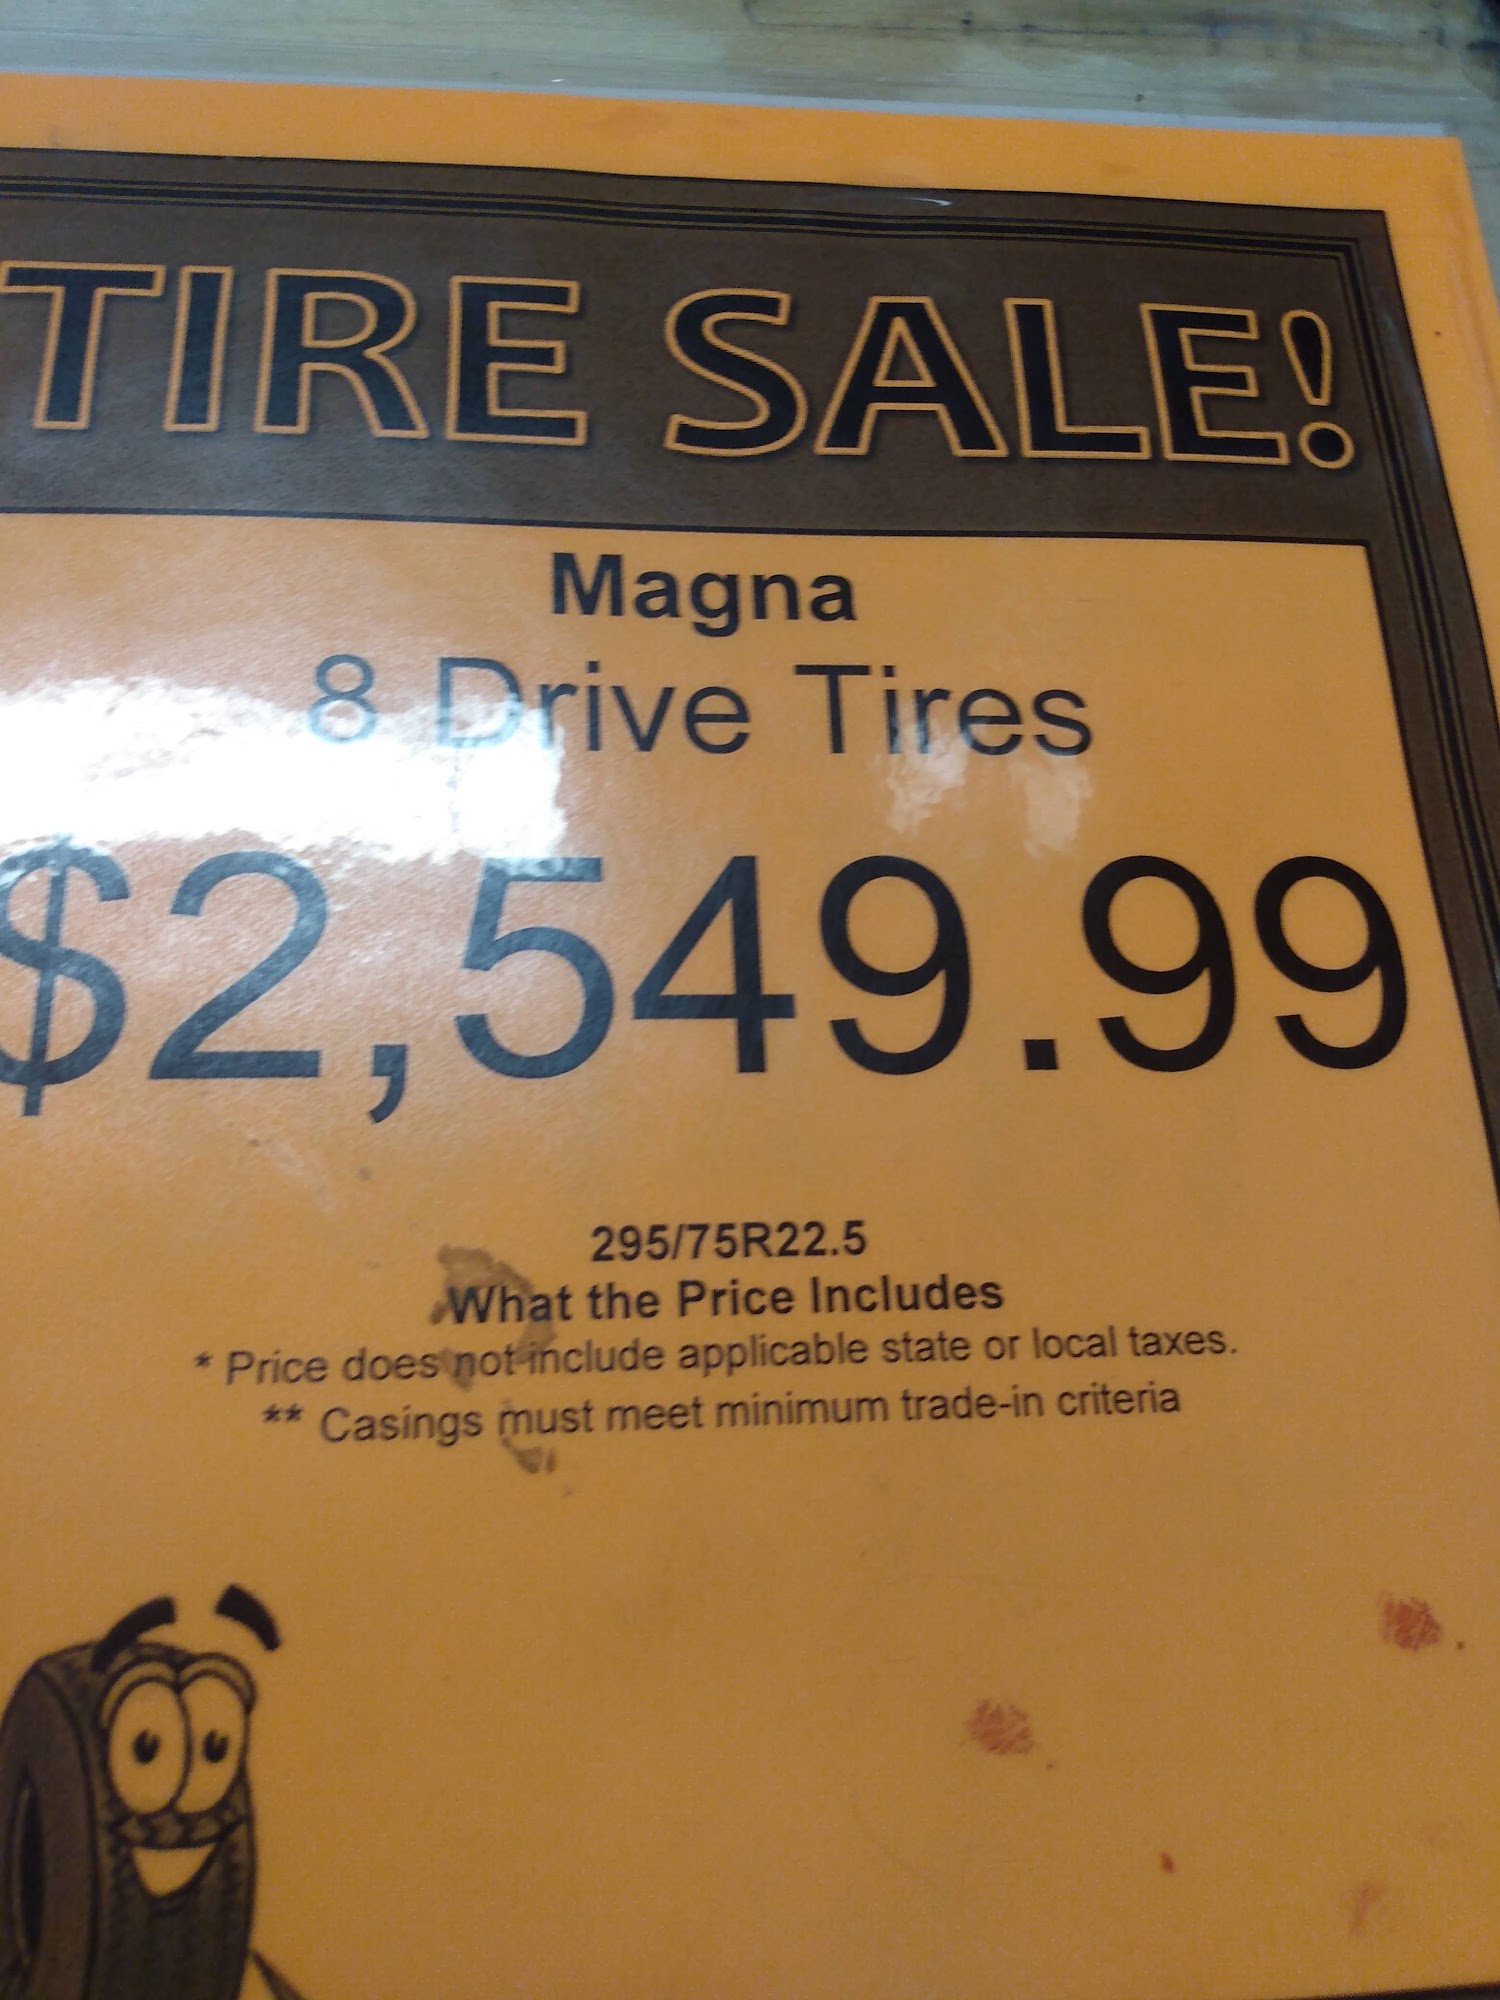 TIRE SALE!
Magna
8 Drive Tires
$2,549.99
295/75R22.5
What the Price Includes
* Price does not include applicable state or local taxes.
** Casings must meet minimum trade-in criteria